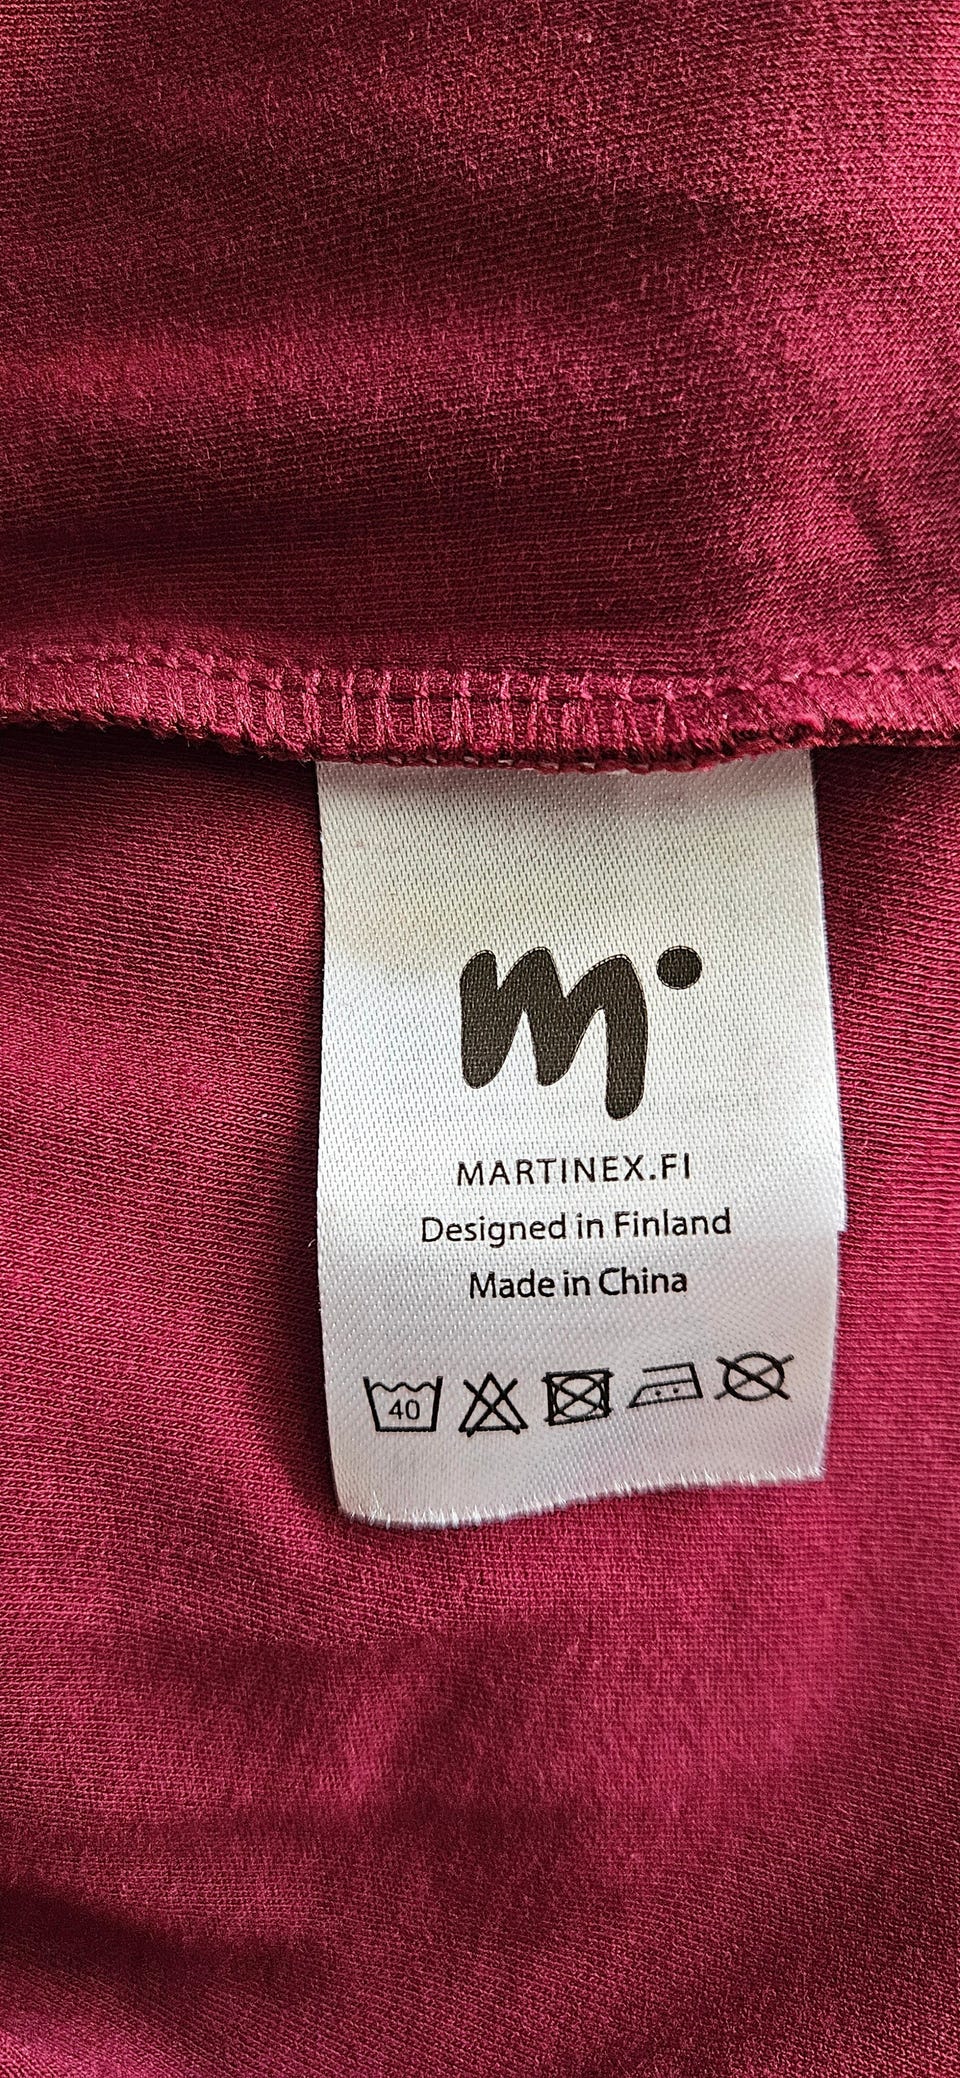 m
MARTINEX.FI
Designed in Finland
Made in China
40